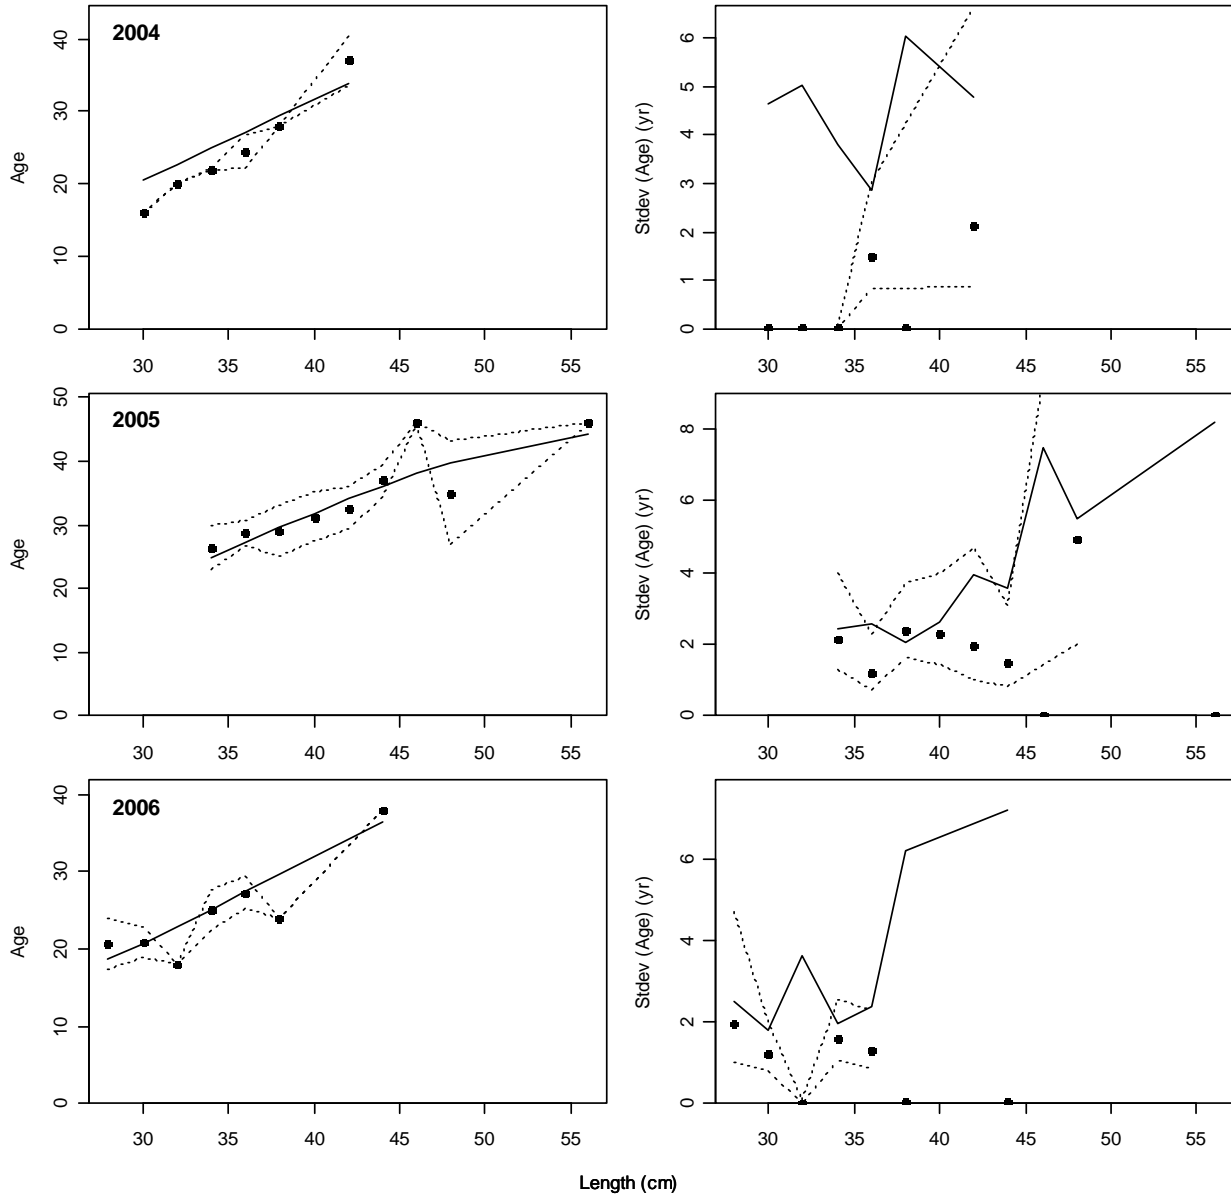 2004
Age
0 10 20 30 40
30 35 40 45 50 55
Stdev (Age) (yr)
0 1 2 3 4 5 6
30 35 40 45 50 55
2005
Age
0 10 20 30 40 50
30 35 40 45 50 55
Stdev (Age) (yr)
0 2 4 6 8
30 35 40 45 50 55
2006
Age
0 10 20 30 40
30 35 40 45 50 55
Stdev (Age) (yr)
0 2 4 6
30 35 40 45 50 55
Length (cm)